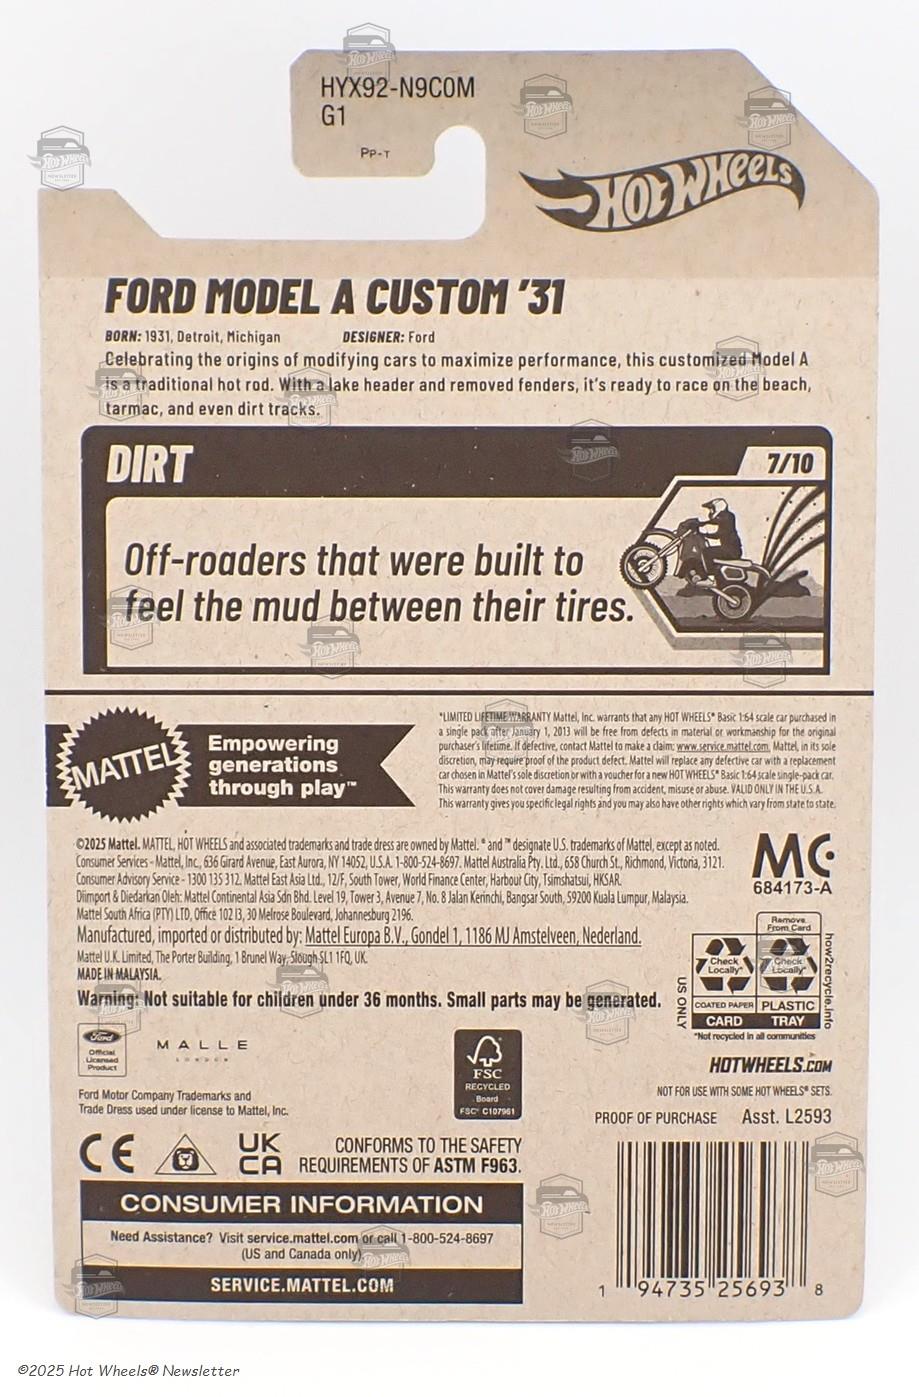 HYX92-N9C0M
G1
PP-T
HOT WHEELS
FORD MODEL A CUSTOM '31
BORN: 1931, Detroit, Michigan DESIGNER: Ford
Celebrating the origins of modifying cars to maximize performance, this customized Model A
is a traditional hot rod. With a lake header and removed fenders, it's ready to race on the beach,
tarmac, and even dirt tracks.
DIRT
7/10
Off-roaders that were built to
feel the mud between their tires.
MATTEL
Empowering
generations
through play™
*LIMITED LIFETIME WARRANTY Mattel, Inc. warrants that any HOT WHEELS® Basic 1:64 scale car purchased in
a single pack after January 1, 2013 will be free from defects in material or workmanship for the original
purchaser's lifetime. If defective, contact Mattel to make a claim; www.service.mattel.com. Mattel, in its sole
discretion, may require proof of the product defect. Mattel will replace any defective car with a replacement
car chosen in Mattel's sole discretion or with a voucher for a new HOT WHEELS® Basic 1:64 scale single-pack car.
This warranty does not cover damage resulting from accident, misuse or abuse. VALID ONLY IN THE U.S.A.
This warranty gives you specific legal rights and you may also have other rights which vary from state to state.
©2025 Mattel. MATTEL, HOT WHEELS and associated trademarks and trade dress are owned by Mattel. ® and ™ designate U.S. trademarks of Mattel, except as noted.
Consumer Services - Mattel, Inc., 636 Girard Avenue, East Aurora, NY 14052, U.S.A. 1-800-524-8697. Mattel Australia Pty. Ltd., 658 Church St., Richmond, Victoria, 3121.
Consumer Advisory Service - 1300 135 312. Mattel East Asia Ltd., 12/F, South Tower, World Finance Center, Harbour City, Tsimshatsui, HKSAR.
Diimport & Diedarkan Oleh: Mattel Continental Asia Sdn Bhd. Level 19, Tower 3, Avenue 7, No. 8 Jalan Kerinchi, Bangsar South, 59200 Kuala Lumpur, Malaysia.
Mattel South Africa (PTY) LTD, Office 102 I3, 30 Melrose Boulevard, Johannesburg 2196.
Manufactured, imported or distributed by: Mattel Europa B.V., Gondel 1, 1186 MJ Amstelveen, Nederland.
Mattel U.K. Limited, The Porter Building, 1 Brunel Way, Slough SL1 1FQ, UK.
MADE IN MALAYSIA.
Warning: Not suitable for children under 36 months. Small parts may be generated.
MC
684173-A
Remove
From Card
Check
Locally*
Check
Locally*
COATED PAPER
PLASTIC
CARD
TRAY
US ONLY
how2recycle.info
*Not recycled in all communities
Ford
Official
Licensed
Product
MALLE
LONDON
FSC
RECYCLED
Board
FSC® C107961
HOTWHEELS.COM
NOT FOR USE WITH SOME HOT WHEELS® SETS.
Ford Motor Company Trademarks and
Trade Dress used under license to Mattel, Inc.
PROOF OF PURCHASE Asst. L2593
CE
UK
CA
CONFORMS TO THE SAFETY
REQUIREMENTS OF ASTM F963.
CONSUMER INFORMATION
Need Assistance? Visit service.mattel.com or call 1-800-524-8697
(US and Canada only).
SERVICE.MATTEL.COM
1 94735 25693 8
©2025 Hot Wheels® Newsletter